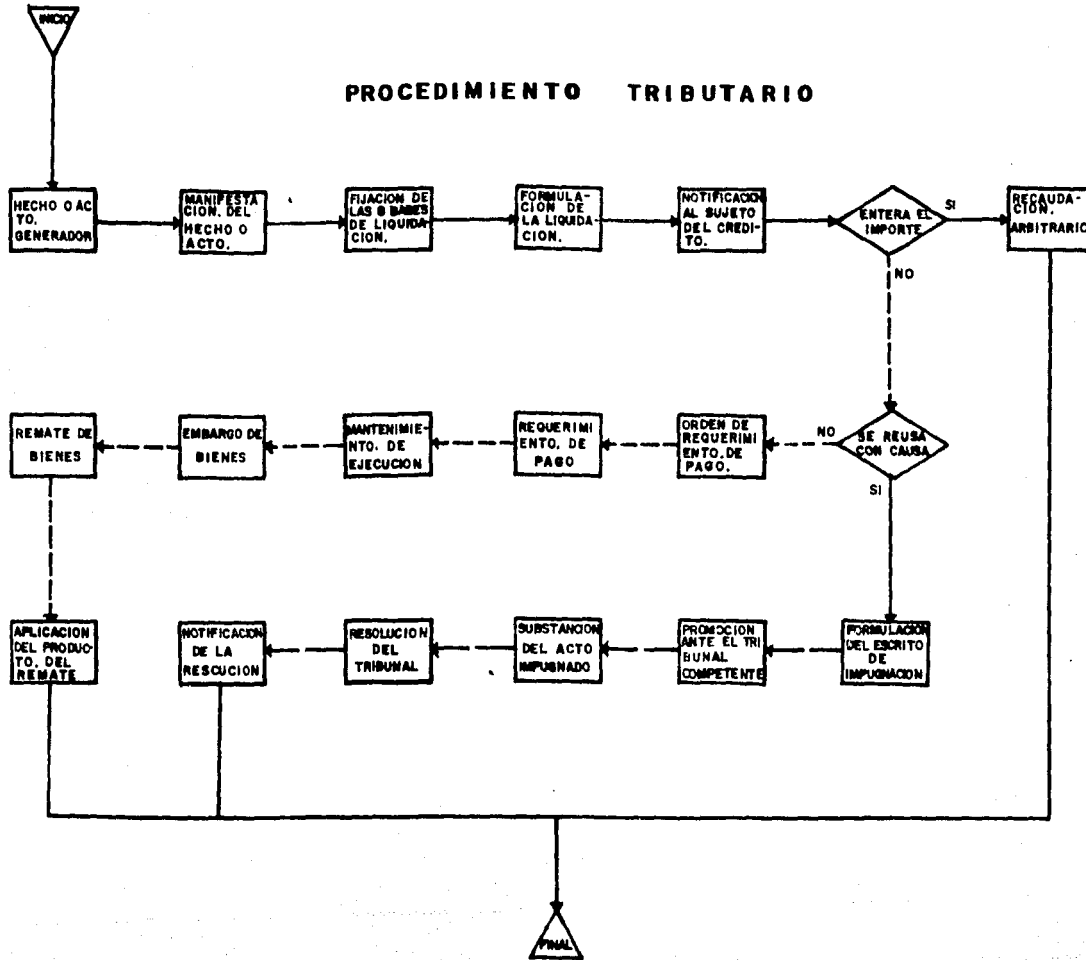 INICIO
PROCEDIMIENTO TRIBUTARIO
HECHO O AC
TO.
GENERADOR
MANIFESTA
CION. DEL
HECHO O
ACTO.
FIJACION DE
LAS B BASES
DE LIQUIDA-
CION.
FORMULA-
CION DE
LA LIQUIDA-
CION.
NOTIFICACION
AL SUJETO
DEL CREDI-
TO.
ENTERA EL
IMPORTE
SI
RECAUDA-
CION.
ARBITRARIO
NO
REMATE DE
BIENES
EMBARGO DE
BIENES
MANTENIMIE-
NTO. DE
EJECUCION
REQUERIMI
ENTO. DE
PAGO
ORDEN DE
REQUERIMI
ENTO. DE
PAGO.
NO
SE REUSA
CON CAUSA
SI
APLICACION
DEL PRODUC-
TO. DEL
REMATE
NOTIFICACION
DE LA
RESCUCION
RESOLUCION
DEL
TRIBUNAL
SUBSTANCION
DEL ACTO
IMPUGNADO
PROMOCION
ANTE EL TRI
BUNAL
COMPETENTE
FORMULACION
DEL ESCRITO
DE
IMPUGNACION
FINAL